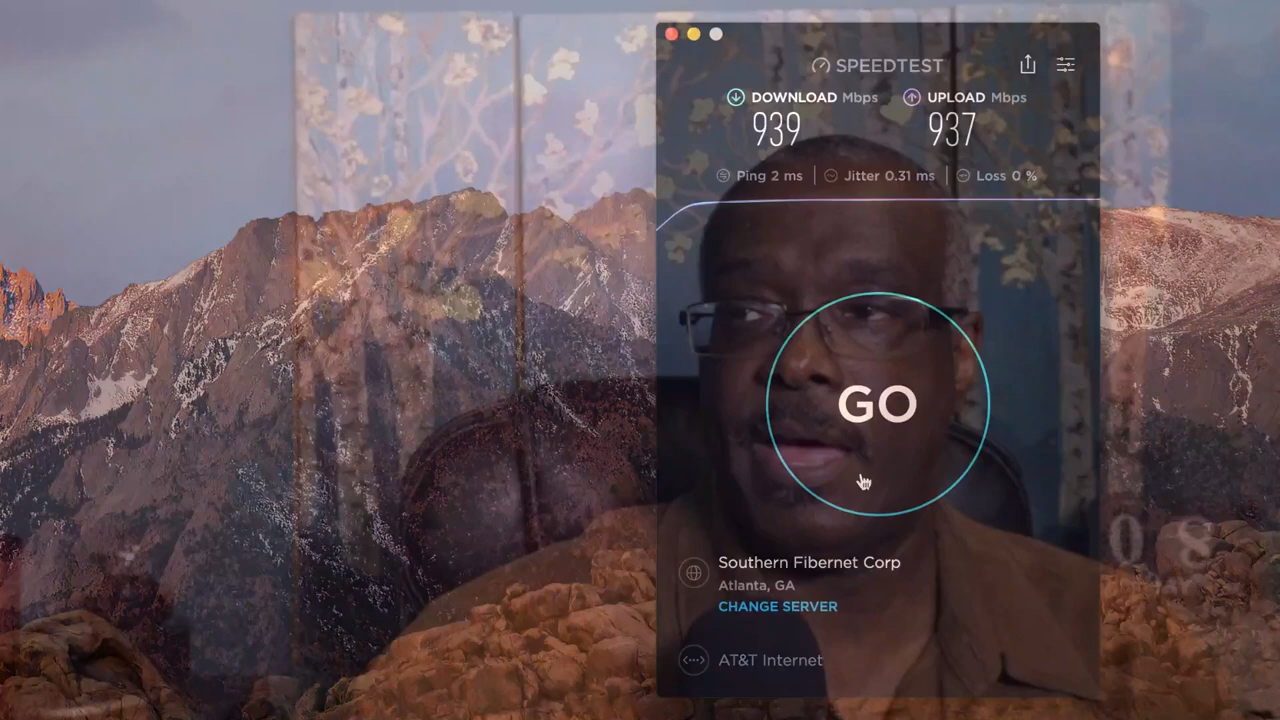 SPEEDTEST
DOWNLOAD Mbps UPLOAD Mbps
939 937
Ping 2 ms Jitter 0.31 ms Loss 0 %
GO
08
Southern Fibernet Corp
Atlanta, GA
CHANGE SERVER
AT&T Internet